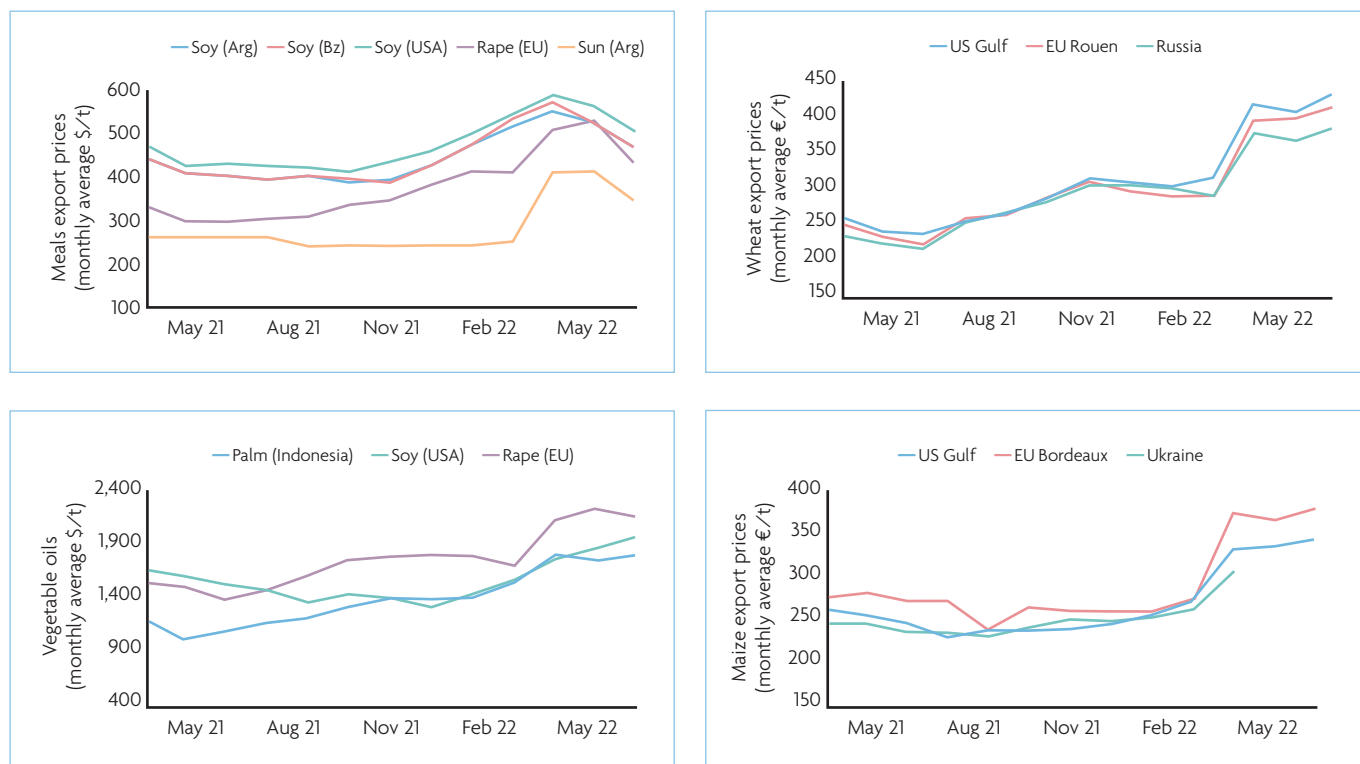 Soy (Arg) Soy (Bz) Soy (USA) Rape (EU) Sun (Arg)
Meals export prices
(monthly average $/t)
600
500
400
300
200
100
May 21 Aug 21 Nov 21 Feb 22 May 22
US Gulf EU Rouen Russia
Wheat export prices
(monthly average €/t)
450
400
350
300
250
200
150
May 21 Aug 21 Nov 21 Feb 22 May 22
Palm (Indonesia) Soy (USA) Rape (EU)
Vegetable oils
(monthly average $/t)
2,400
1,900
1,400
900
400
May 21 Aug 21 Nov 21 Feb 22 May 22
US Gulf EU Bordeaux Ukraine
Maize export prices
(monthly average €/t)
400
350
300
250
200
150
May 21 Aug 21 Nov 21 Feb 22 May 22